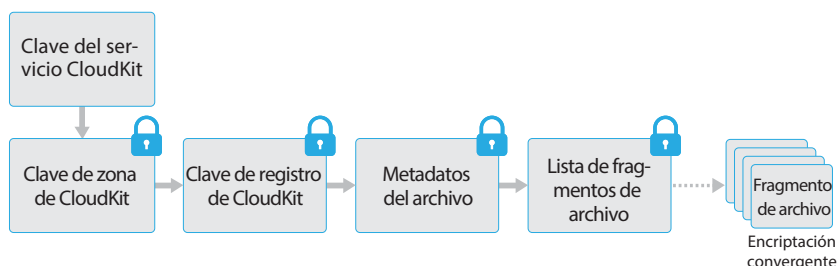 Clave del ser-
vicio CloudKit
Clave de zona
de CloudKit
Clave de registro
de CloudKit
Metadatos
del archivo
Lista de frag-
mentos de
archivo
Fragmento
de archivo
Encriptación
convergente